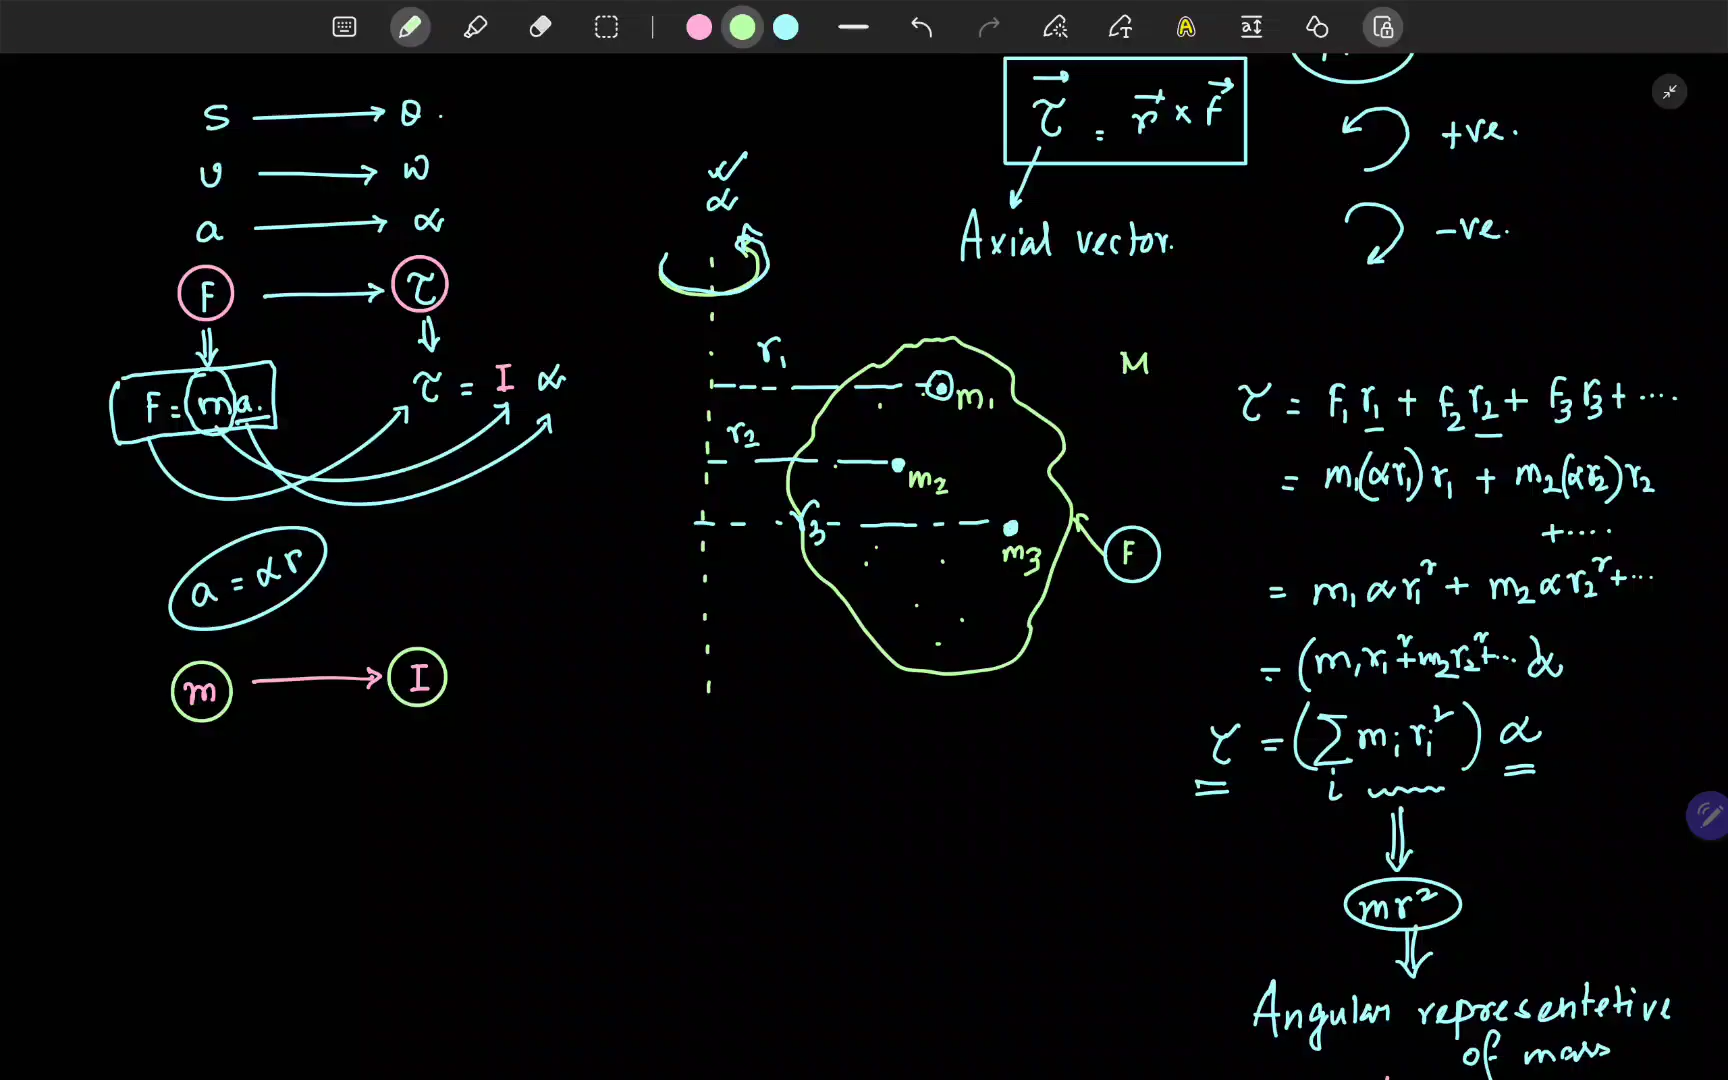 S → θ.
v → ω
a → α
F → τ
F = ma.
τ = I α
a = αr
m → I
ω
α
r₁
m₁
r₂
m₂
r₃
m₃
M
F
τ⃗ = r⃗ × F⃗
Axial vector.
+ve.
-ve.
τ = F₁r₁ + F₂r₂ + F₃r₃ + ....
= m₁(αr₁)r₁ + m₂(αr₂)r₂
+ ....
= m₁αr₁² + m₂αr₂² + ...
= (m₁r₁² + m₂r₂² + ...)α
τ = (∑ᵢ mᵢrᵢ²) α
mr²
Angular representetive
of mass